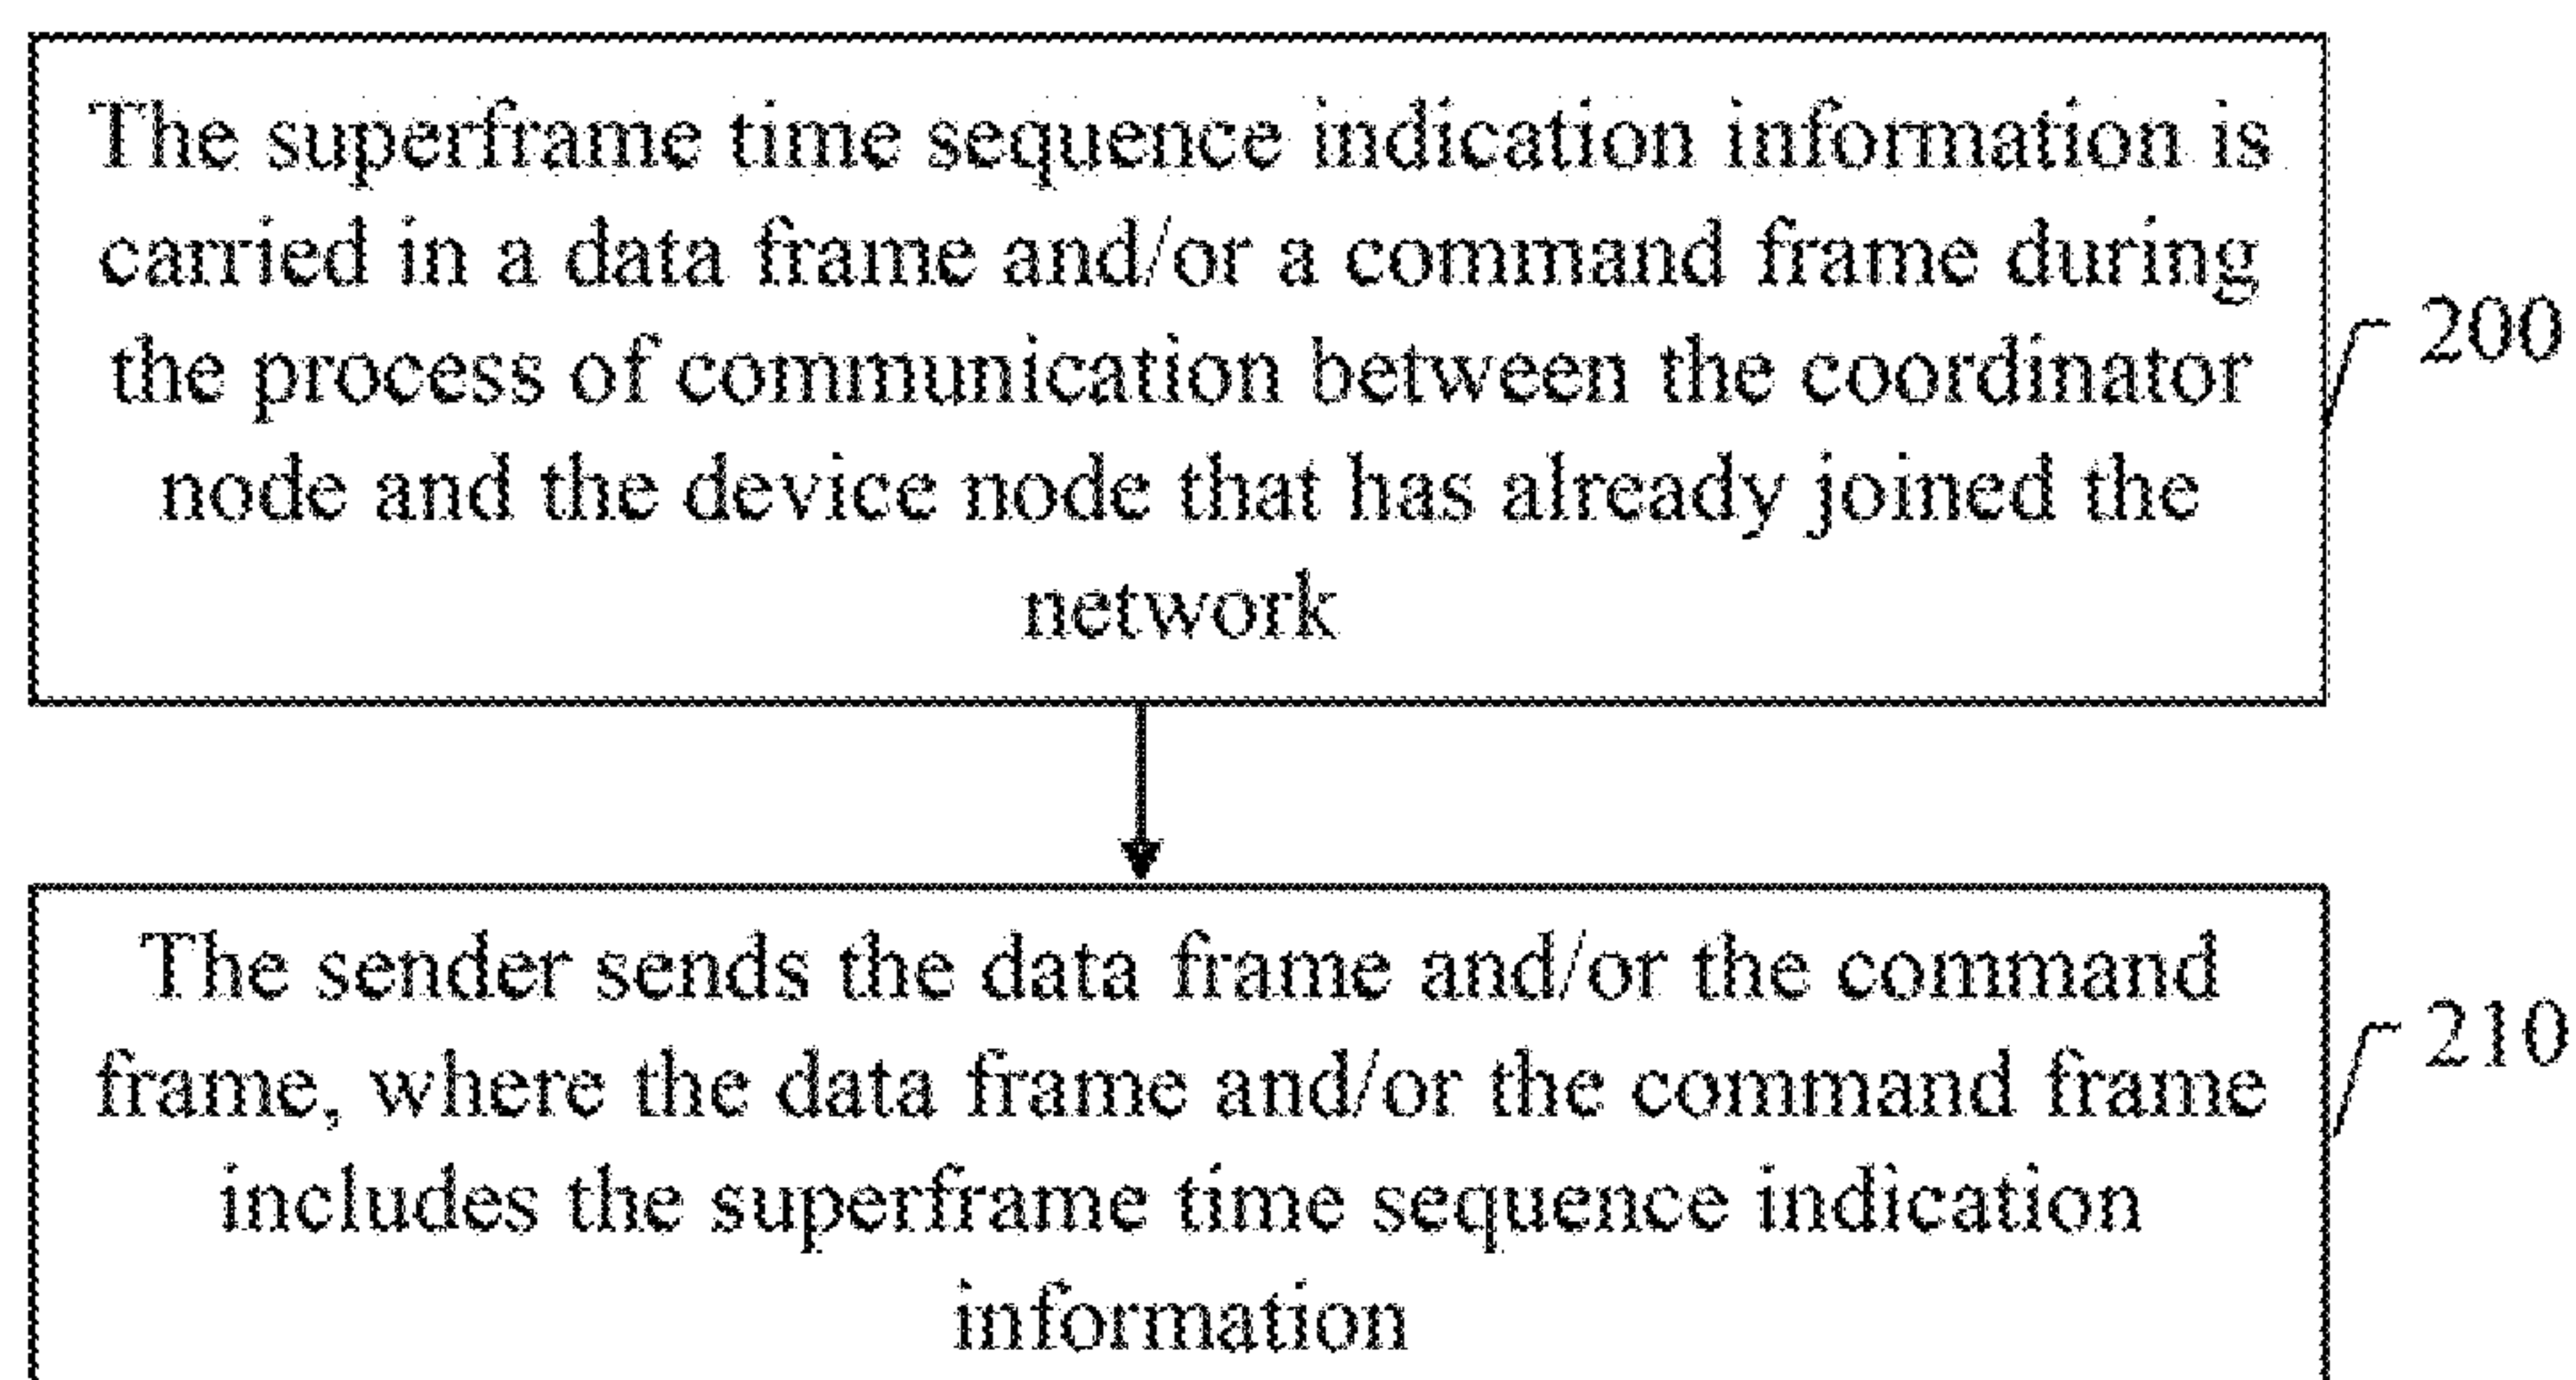 The superframe time sequence indication information is
carried in a data frame and/or a command frame during
the process of communication between the coordinator
node and the device node that has already joined the
network
200
The sender sends the data frame and/or the command
frame, where the data frame and/or the command frame
includes the superframe time sequence indication
information
210